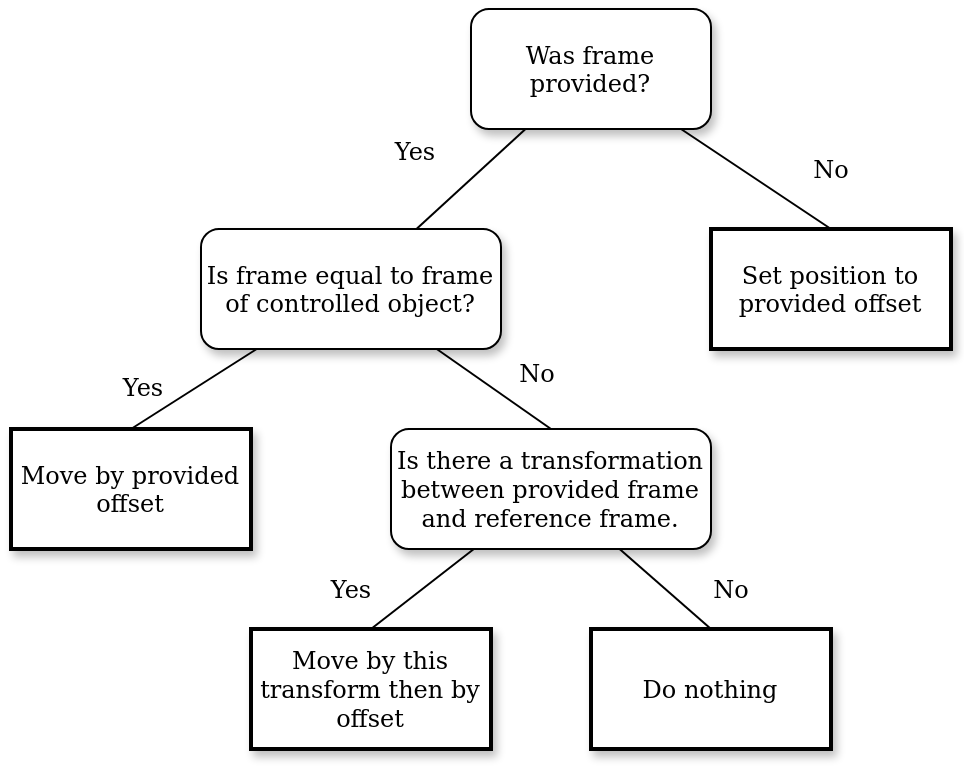 Was frame
provided?
Yes
No
Is frame equal to frame
of controlled object?
Set position to
provided offset
Yes
No
Move by provided
offset
Is there a transformation
between provided frame
and reference frame.
Yes
No
Move by this
transform then by
offset
Do nothing